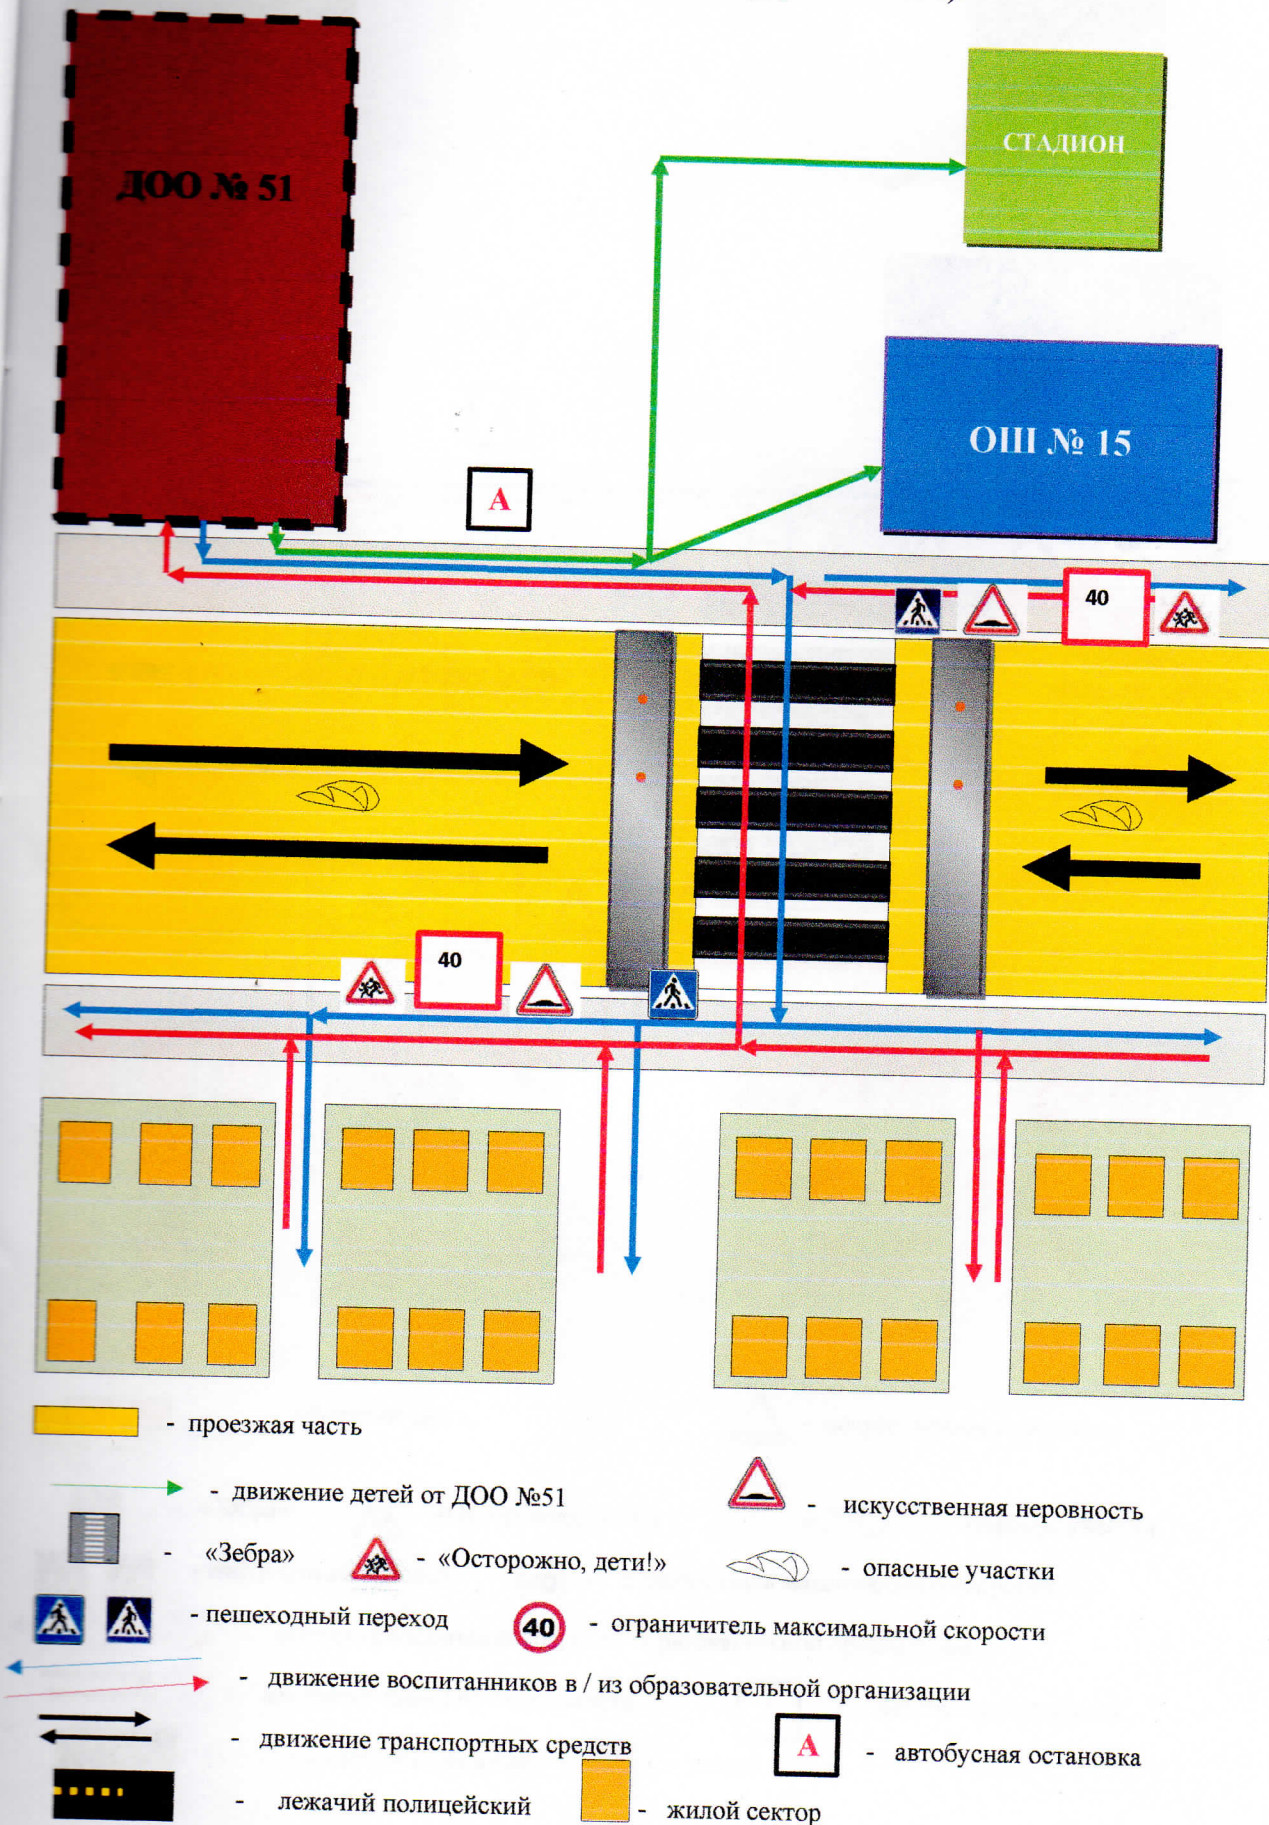 СТАДИОН
ДОО № 51
ОШ № 15
А
40
40
- проезжая часть
- движение детей от ДОО №51
- искусственная неровность
- «Зебра»
- «Осторожно, дети!»
- опасные участки
- пешеходный переход
40 - ограничитель максимальной скорости
- движение воспитанников в / из образовательной организации
- движение транспортных средств
А - автобусная остановка
- лежачий полицейский
- жилой сектор